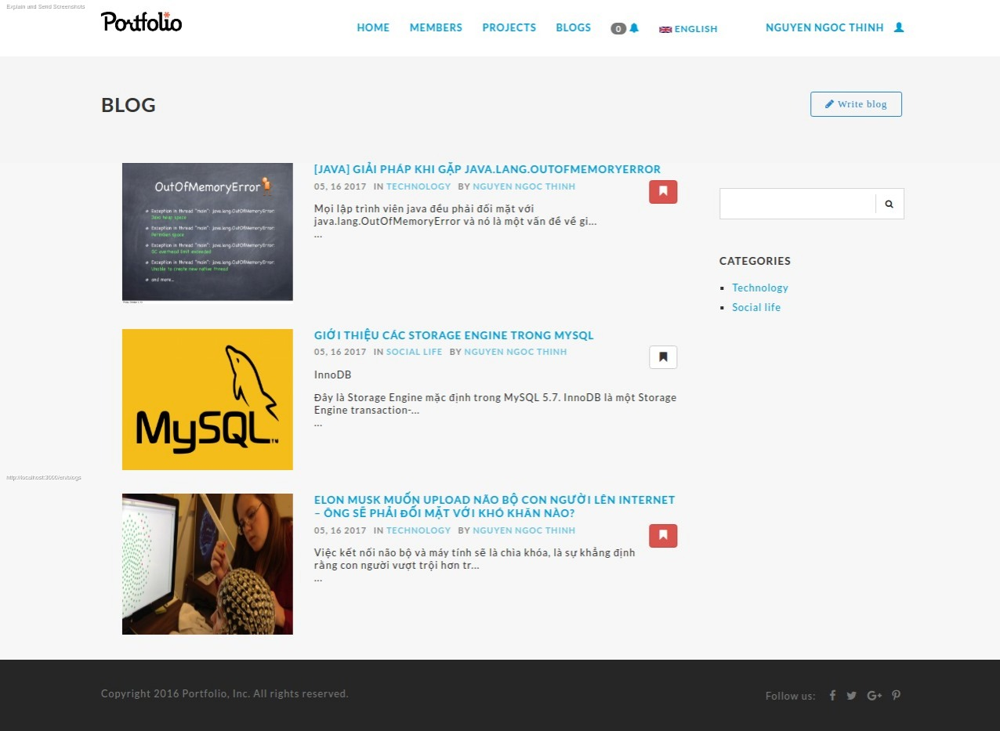 Explain und Send Screenshots
Portfolio
HOME MEMBERS PROJECTS BLOGS 0 ENGLISH NGUYEN NGOC THINH
BLOG
Write blog
OutOfMemoryError
Exception in thread "main": java.lang.OutOfMemoryError:
Java heap space
Exception in thread "main": java.lang.OutOfMemoryError:
PermGen space
Exception in thread "main": java.lang.OutOfMemoryError:
GC overhead limit exceeded
Exception in thread "main": java.lang.OutOfMemoryError:
Unable to create new native thread
and more...
[JAVA] GIẢI PHÁP KHI GẶP JAVA.LANG.OUTOFMEMORYERROR
05, 16 2017 IN TECHNOLOGY BY NGUYEN NGOC THINH
Mọi lập trình viên java đều phải đối mặt với
java.lang.OutOfMemoryError và nó là một vấn đề về gi...
...
CATEGORIES
Technology
Social life
MySQL
GIỚI THIỆU CÁC STORAGE ENGINE TRONG MYSQL
05, 16 2017 IN SOCIAL LIFE BY NGUYEN NGOC THINH
InnoDB
Đây là Storage Engine mặc định trong MySQL 5.7. InnoDB là một Storage
Engine transaction-...
...
http://localhost:3000/en/blogs
ELON MUSK MUỐN UPLOAD NÃO BỘ CON NGƯỜI LÊN INTERNET
– ÔNG SẼ PHẢI ĐỐI MẶT VỚI KHÓ KHĂN NÀO?
05, 16 2017 IN TECHNOLOGY BY NGUYEN NGOC THINH
Việc kết nối não bộ và máy tính sẽ là chìa khóa, là sự khẳng định
rằng con người vượt trội hơn tr...
...
Copyright 2016 Portfolio, Inc. All rights reserved.
Follow us: